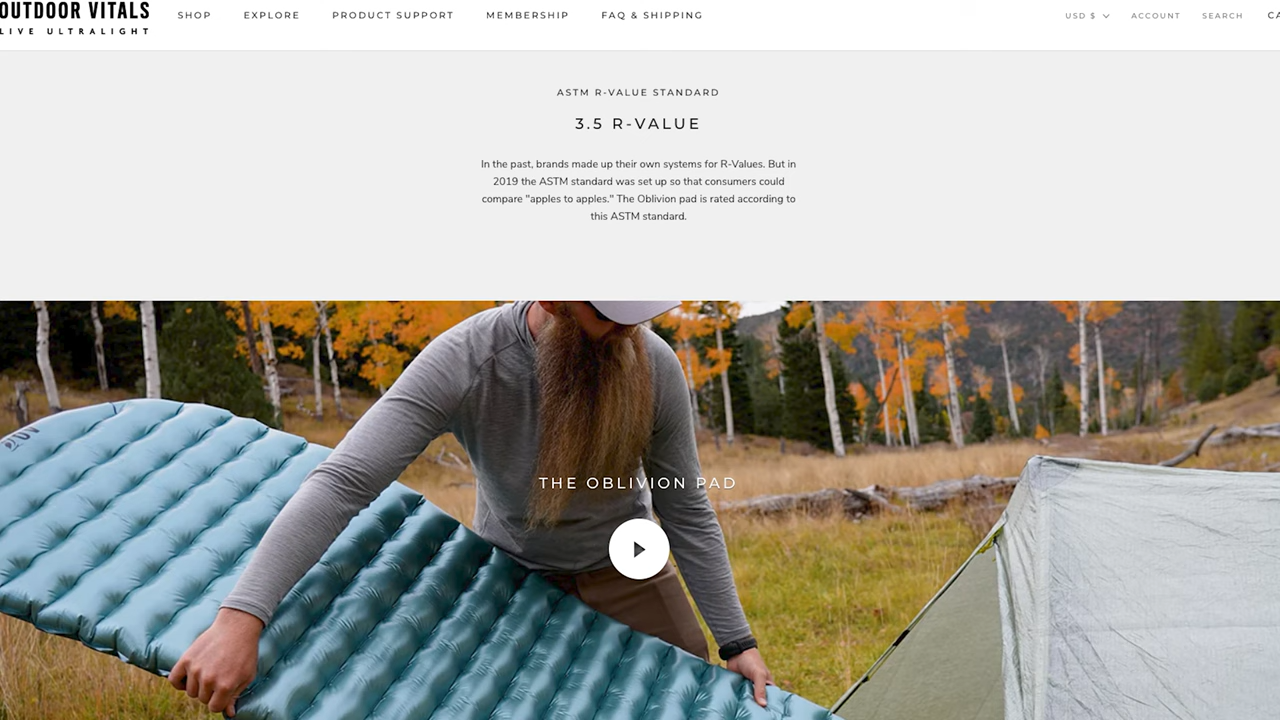 OUTDOOR VITALS
LIVE ULTRALIGHT
SHOP
EXPLORE
PRODUCT SUPPORT
MEMBERSHIP
FAQ & SHIPPING
USD $
ACCOUNT
SEARCH
CA
ASTM R-VALUE STANDARD
3.5 R-VALUE
In the past, brands made up their own systems for R-Values. But in
2019 the ASTM standard was set up so that consumers could
compare "apples to apples." The Oblivion pad is rated according to
this ASTM standard.
THE OBLIVION PAD